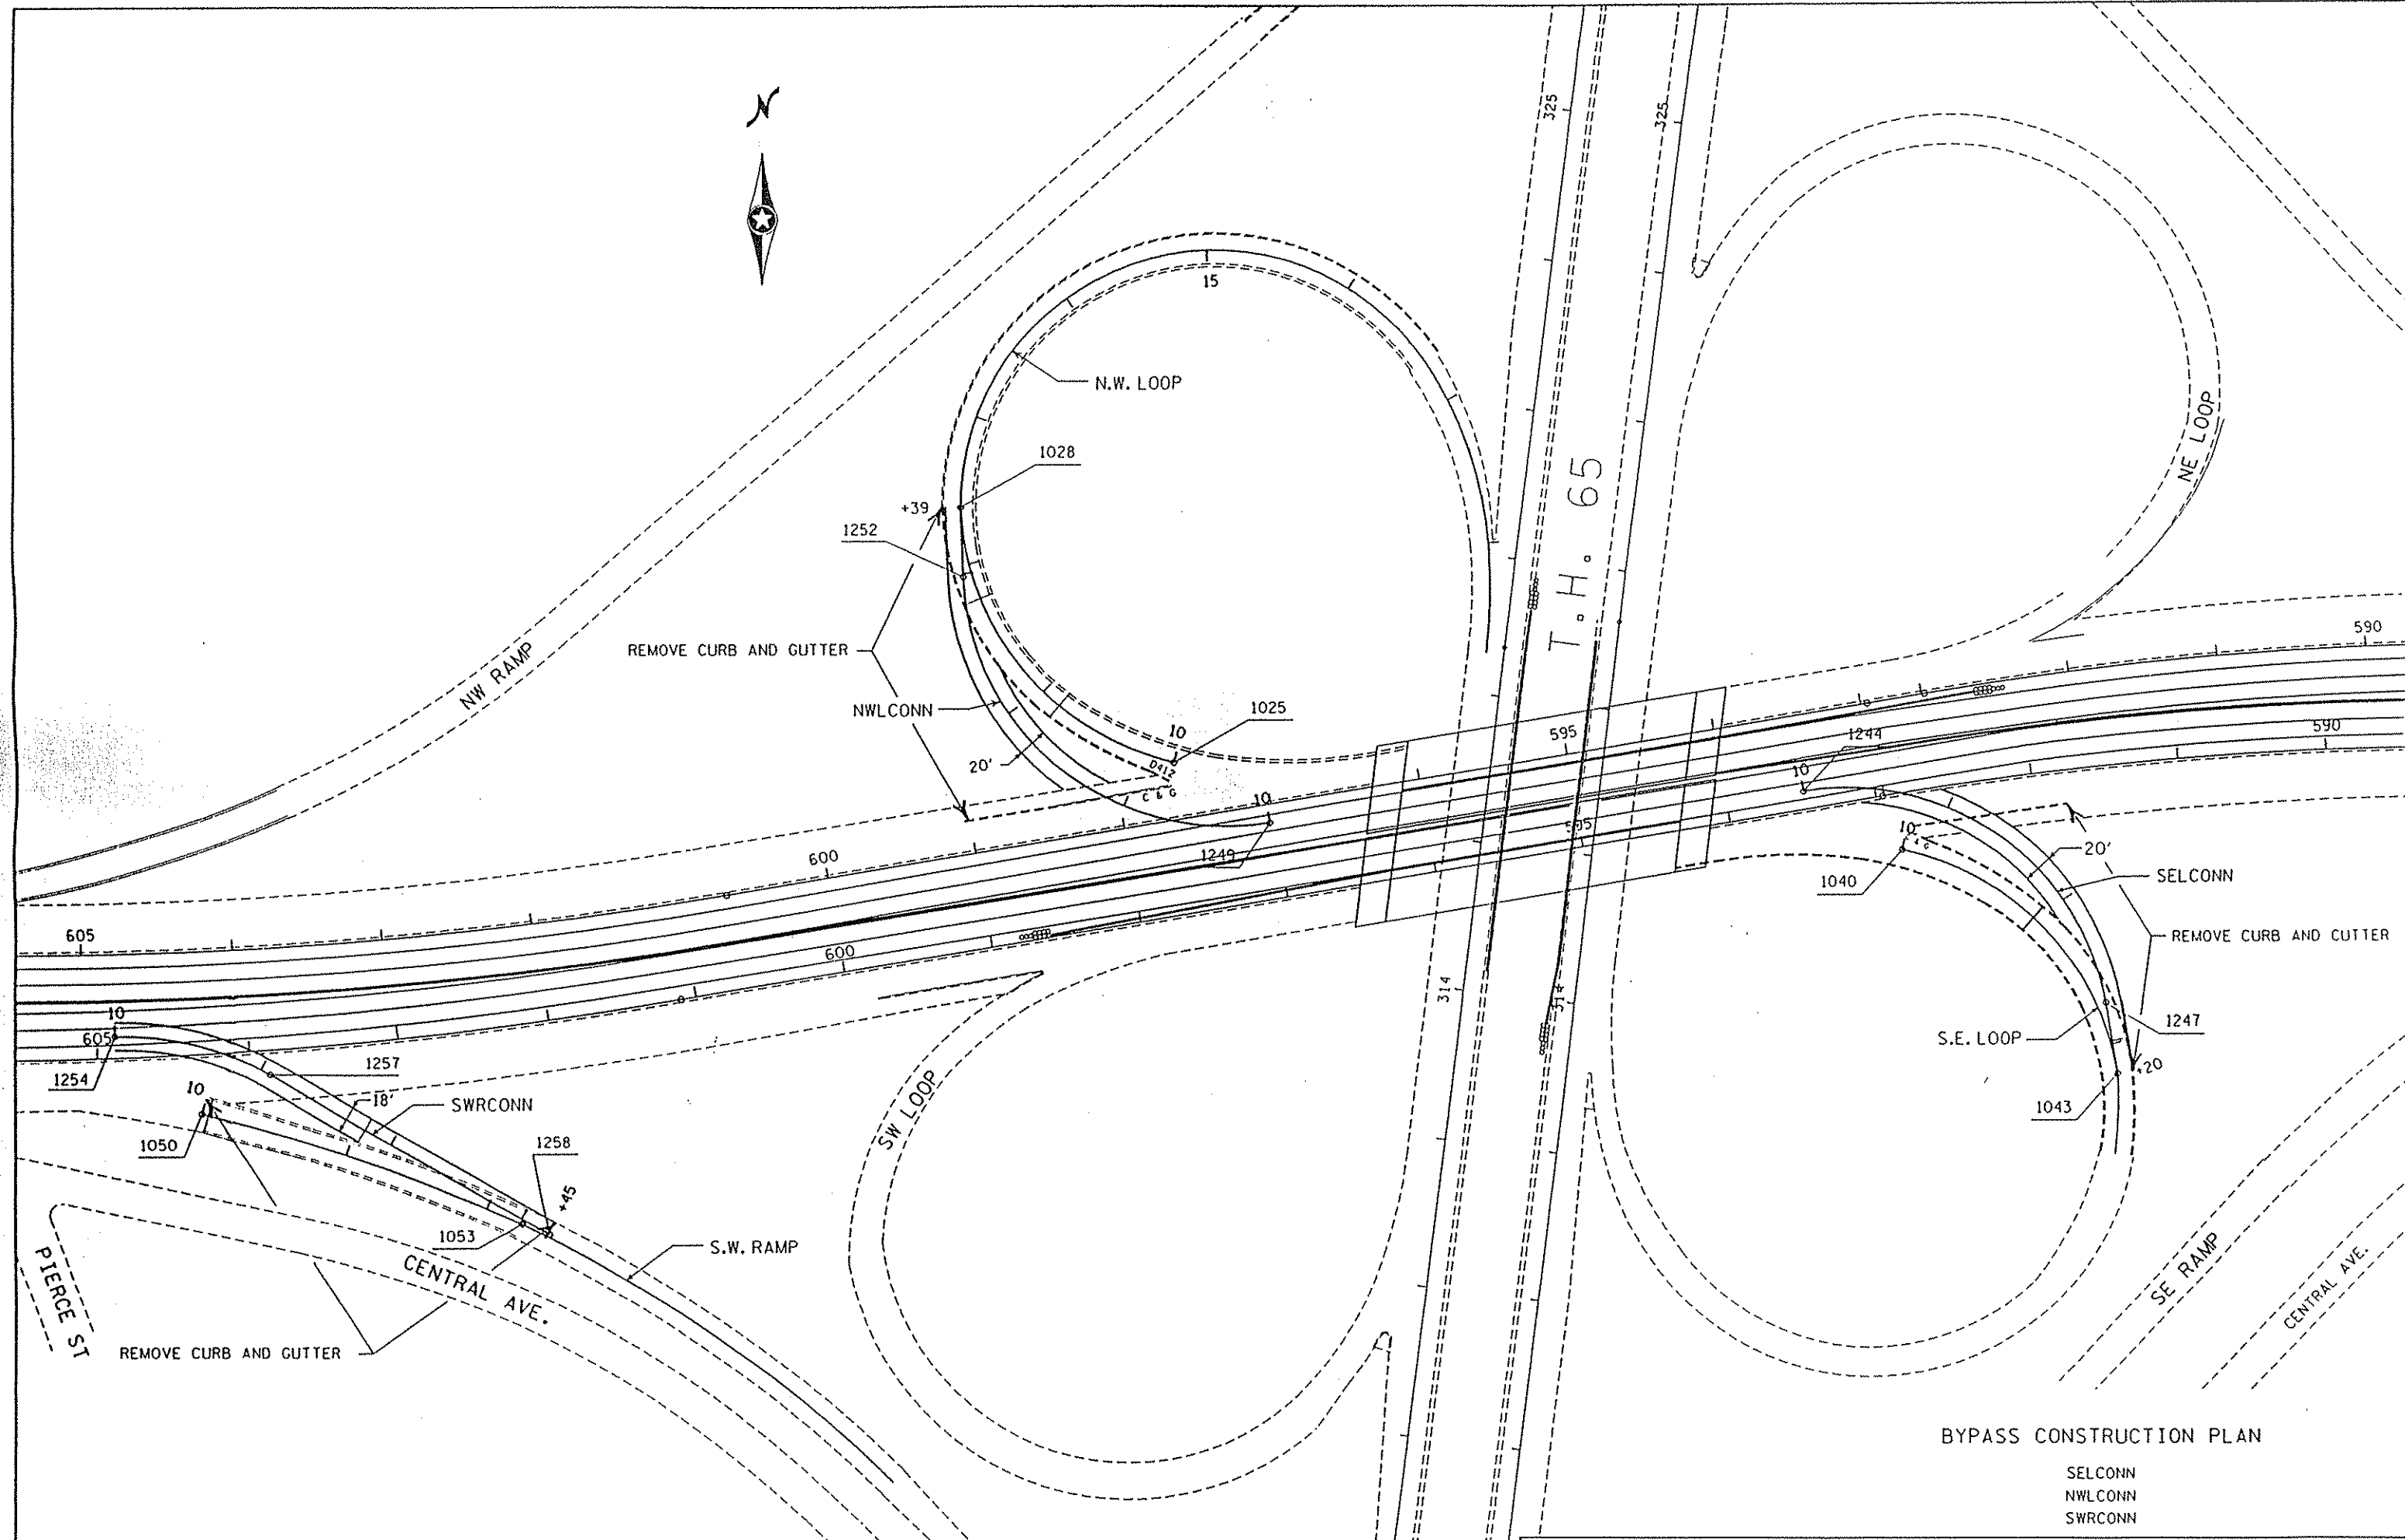 N
325
325
15
N.W. LOOP
NE LOOP
1028
+39
1252
T.H. 65
REMOVE CURB AND GUTTER
590
NW RAMP
NWLCONN
1025
10
595
1244
590
20'
D412
C & G
10
10
595
10
20'
600
1249
1040
SELCONN
605
600
REMOVE CURB AND GUTTER
314
314
10
605
1257
1247
S.E. LOOP
1254
+20
10
18'
SWRCONN
SW LOOP
1043
1050
1258
+45
1053
S.W. RAMP
CENTRAL AVE.
PIERCE ST
SE RAMP
CENTRAL AVE.
REMOVE CURB AND GUTTER
BYPASS CONSTRUCTION PLAN
SELCONN
NWLCONN
SWRCONN